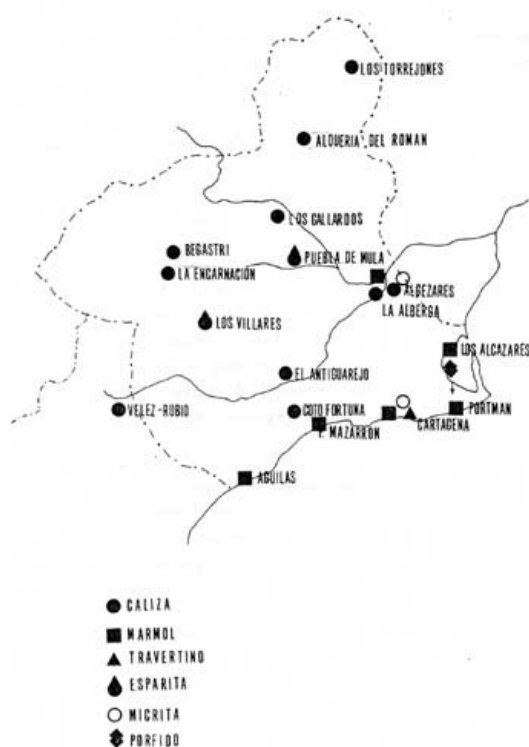 LOS TORREJONES
ALQUERIA DEL ROMAN
LOS GALLARDOS
BEGASTRI
PUEBLA DE MULA
LA ENCARNACIÓN
ALGEZARES
LA ALBERGA
LOS VILLARES
LOS ALCAZARES
EL ANTIGUAREJO
VELEZ-RUBIO
COTO FORTUNA
PORTMAN
P. MAZARRON
CARTAGENA
AGUILAS
CALIZA
MARMOL
TRAVERTINO
ESPARITA
MICRITA
PORFIDO